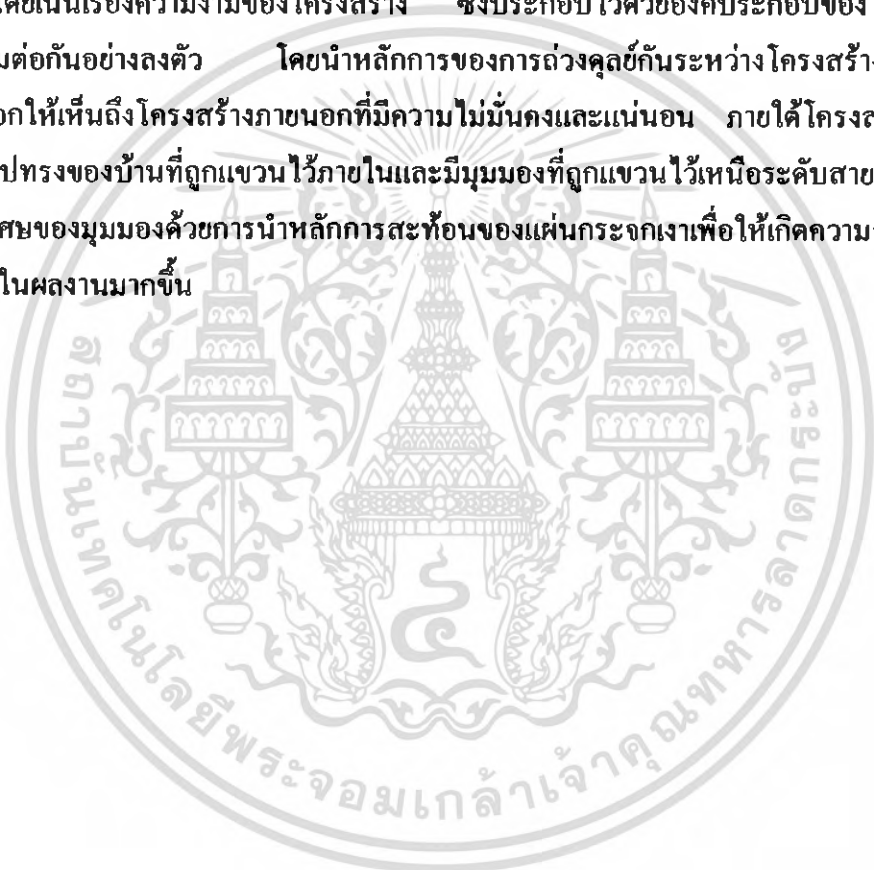 โดยเน้นเรื่องความงามของโครงสร้าง ซึ่งประกอบไว้ด้วยองค์ประกอบของ
มต่อกันอย่างลงตัว โดยนำหลักการของการถ่วงดุลย์กันระหว่างโครงสร้าง
อกให้เห็นถึงโครงสร้างภายนอกที่มีความไม่มั่นคงและแน่นอน ภายใต้โครงส
ปทรงของบ้านที่ถูกแขวนไว้ภายในและมีมุมมองที่ถูกแขวนไว้เหนือระดับสาย
ศษของมุมมองด้วยการนำหลักการสะท้อนของแผ่นกระจกเงาเพื่อให้เกิดความ
ในผลงานมากขึ้น
สถาบันเทคโนโลยีพระจอมเกล้าเจ้าคุณทหารลาดกระบัง
๔